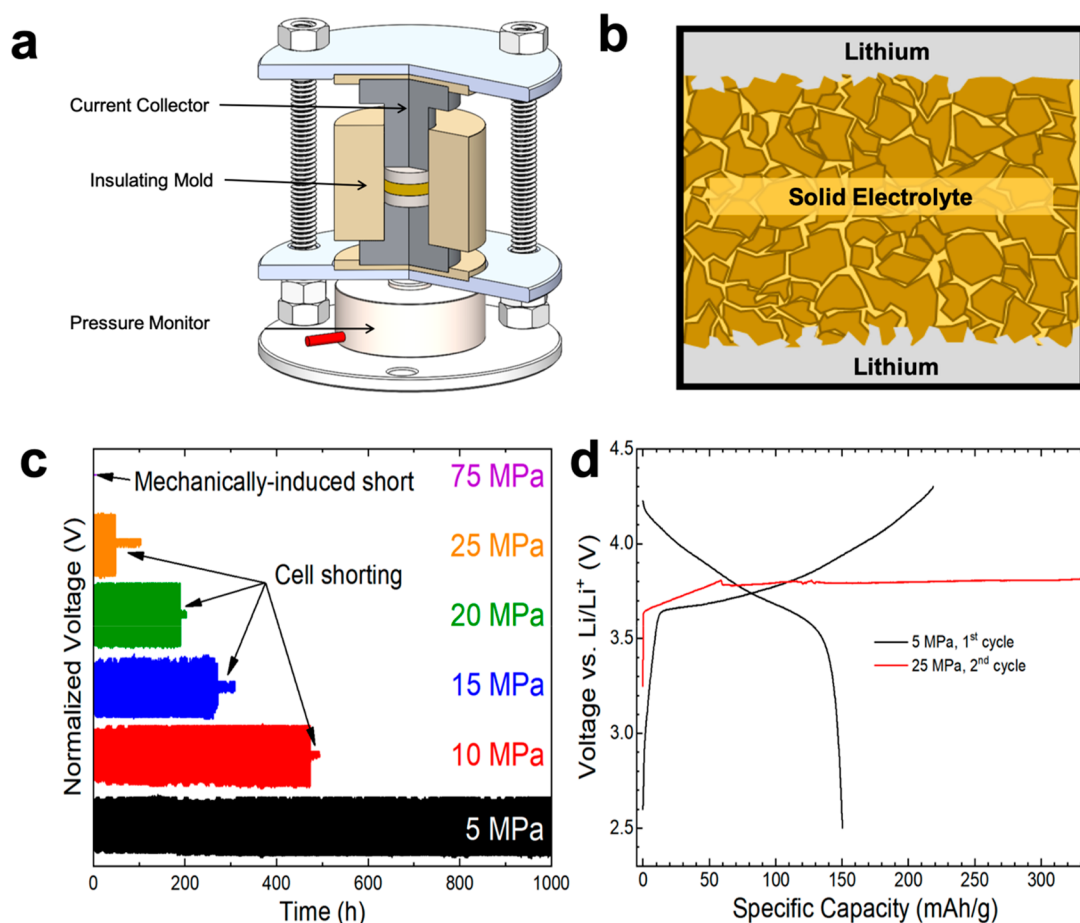 a
Current Collector
Insulating Mold
Pressure Monitor
b
Lithium
Solid Electrolyte
Lithium
c
Normalized Voltage (V)
Mechanically-induced short
75 MPa
25 MPa
Cell shorting
20 MPa
15 MPa
10 MPa
5 MPa
0
200
400
600
800
1000
Time (h)
d
Voltage vs. Li/Li⁺ (V)
4.5
4.0
3.5
3.0
2.5
5 MPa, 1ˢᵗ cycle
25 MPa, 2ⁿᵈ cycle
0
50
100
150
200
250
300
Specific Capacity (mAh/g)